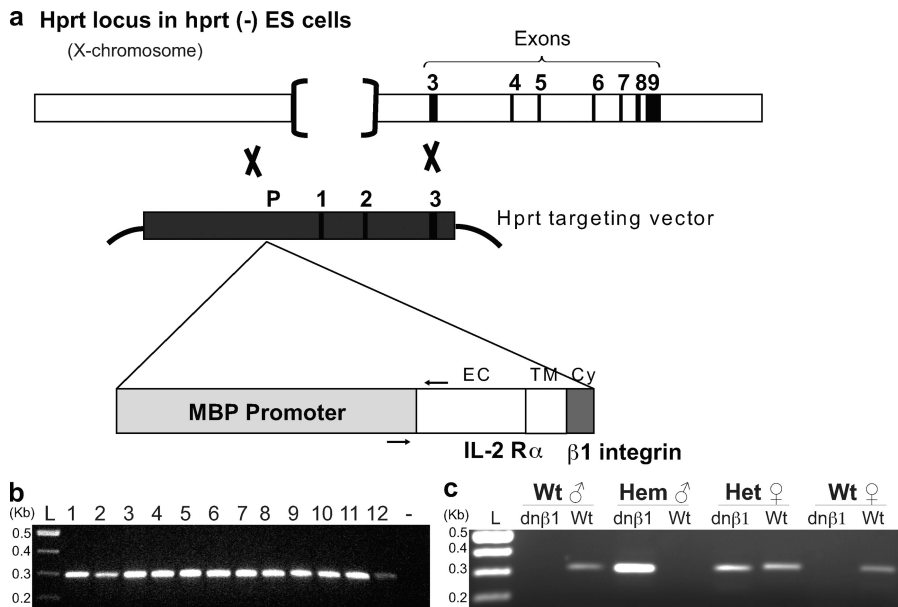 a Hprt locus in hprt (-) ES cells
(X-chromosome)
Exons
3 4 5 6 7 8 9
P 1 2 3
Hprt targeting vector
EC TM Cy
MBP Promoter
IL-2 Rα β1 integrin
b
(Kb) L 1 2 3 4 5 6 7 8 9 10 11 12 -
0.5
0.4
0.3
0.2
c
Wt ♂ Hem ♂ Het ♀ Wt ♀
(Kb) L dnβ1 Wt dnβ1 Wt dnβ1 Wt dnβ1 Wt
0.5
0.4
0.3
0.2